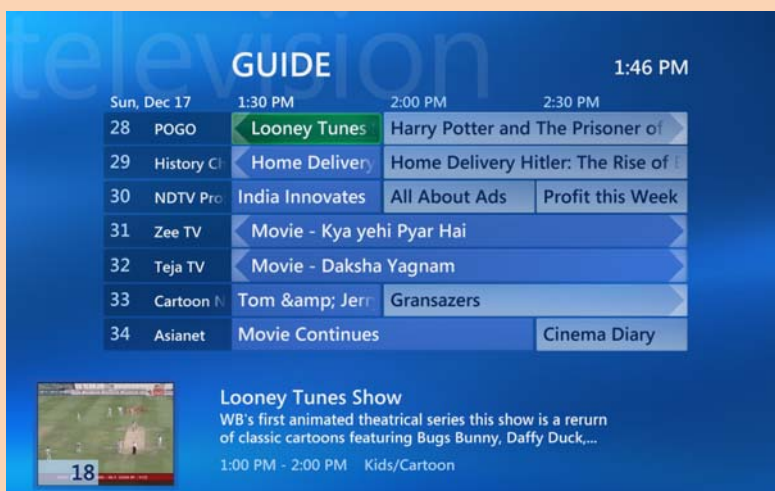 television
GUIDE
1:46 PM
Sun, Dec 17 1:30 PM 2:00 PM 2:30 PM
28 POGO Looney Tunes Harry Potter and The Prisoner of
29 History Home Delivery Home Delivery Hitler: The Rise of
30 NDTV Pro India Innovates All About Ads Profit this Week
31 Zee TV Movie - Kya yehi Pyar Hai
32 Teja TV Movie - Daksha Yagnam
33 Cartoon N Tom &amp; Jerr Gransazers
34 Asianet Movie Continues Cinema Diary
Looney Tunes Show
WB's first animated theatrical series this show is a rerurn
of classic cartoons featuring Bugs Bunny, Daffy Duck,...
1:00 PM - 2:00 PM Kids/Cartoon
18